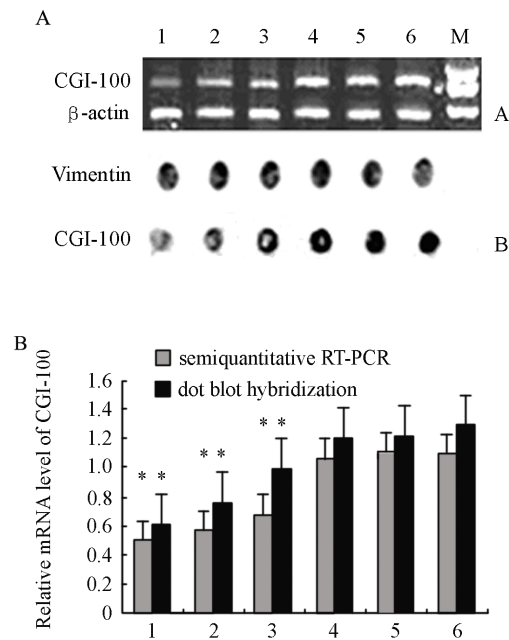 A
1 2 3 4 5 6 M
CGI-100
β-actin
A
Vimentin
CGI-100
B
B
semiquantitative RT-PCR
dot blot hybridization
Relative mRNA level of CGI-100
1.6
1.4
1.2
1.0
0.8
0.6
0.4
0.2
0
* *
* *
* *
1 2 3 4 5 6